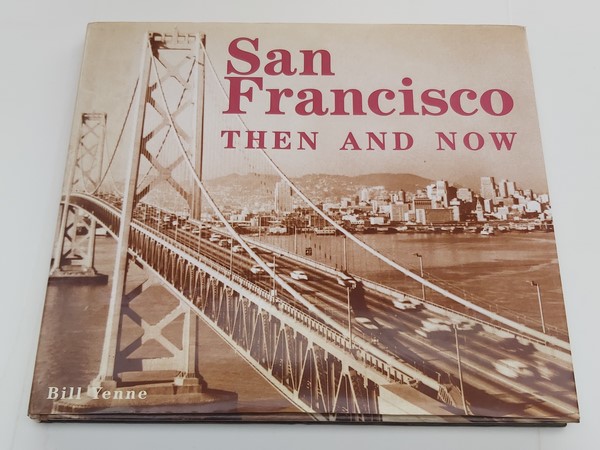 San
Francisco
THEN AND NOW
Bill Yenne